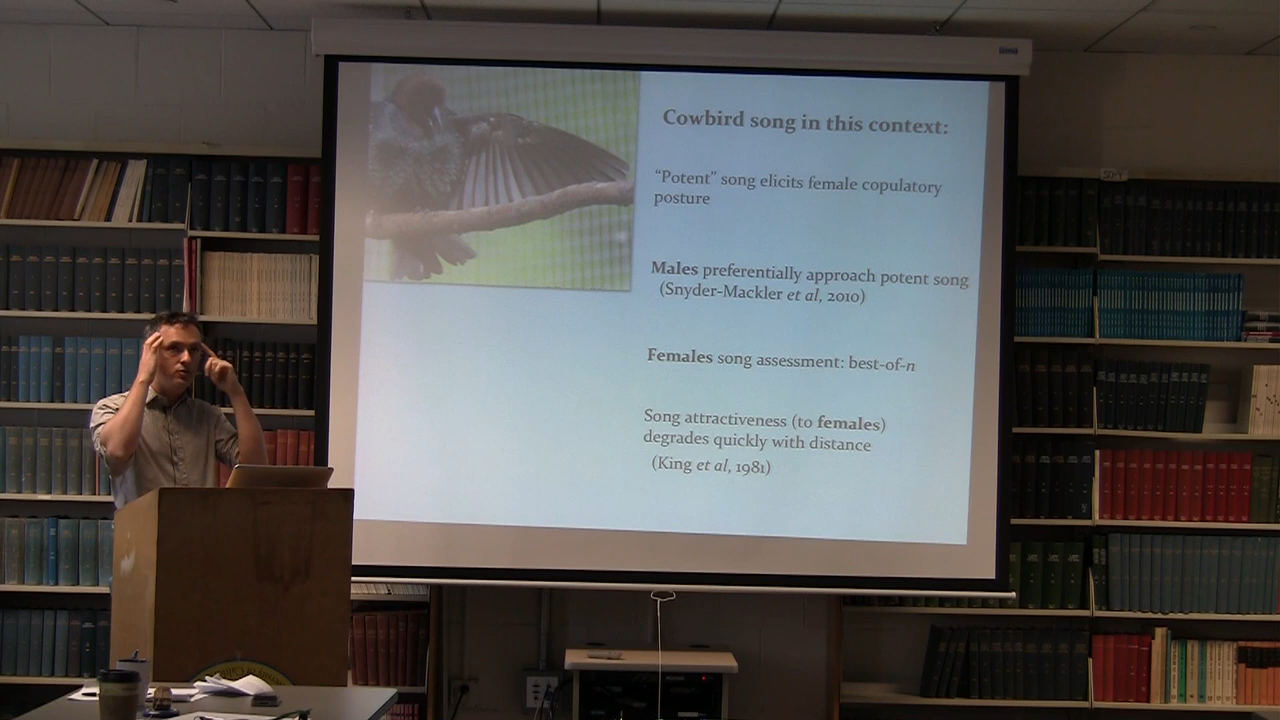 Cowbird song in this context:
“Potent” song elicits female copulatory
posture
Males preferentially approach potent song
(Snyder-Mackler et al, 2010)
Females song assessment: best-of-n
Song attractiveness (to females)
degrades quickly with distance
(King et al, 1981)